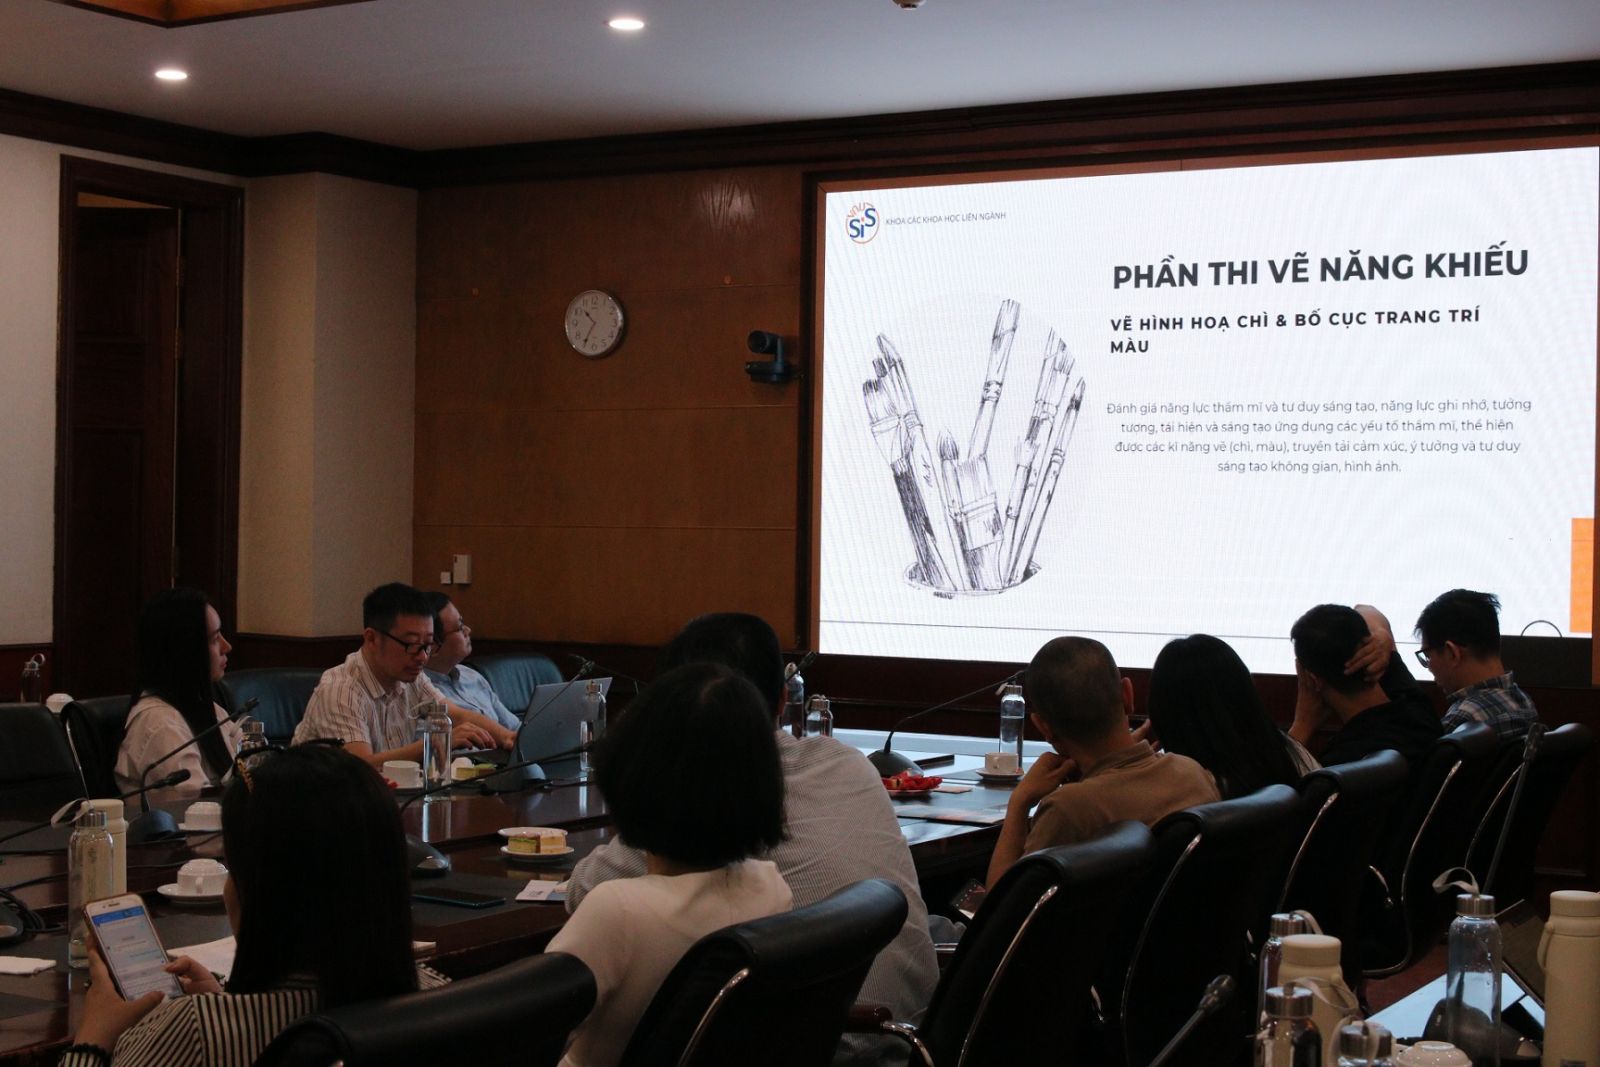 VNU
SiS
KHOA CÁC KHOA HỌC LIÊN NGÀNH
PHẦN THI VẼ NĂNG KHIẾU
VẼ HÌNH HOẠ CHÌ & BỐ CỤC TRANG TRÍ
MÀU
Đánh giá năng lực thẩm mĩ và tư duy sáng tạo, năng lực ghi nhớ, tưởng
tượng, tái hiện và sáng tạo ứng dụng các yếu tố thẩm mĩ, thể hiện
được các kĩ năng vẽ (chì, màu), truyền tải cảm xúc, ý tưởng và tư duy
sáng tạo không gian, hình ảnh.